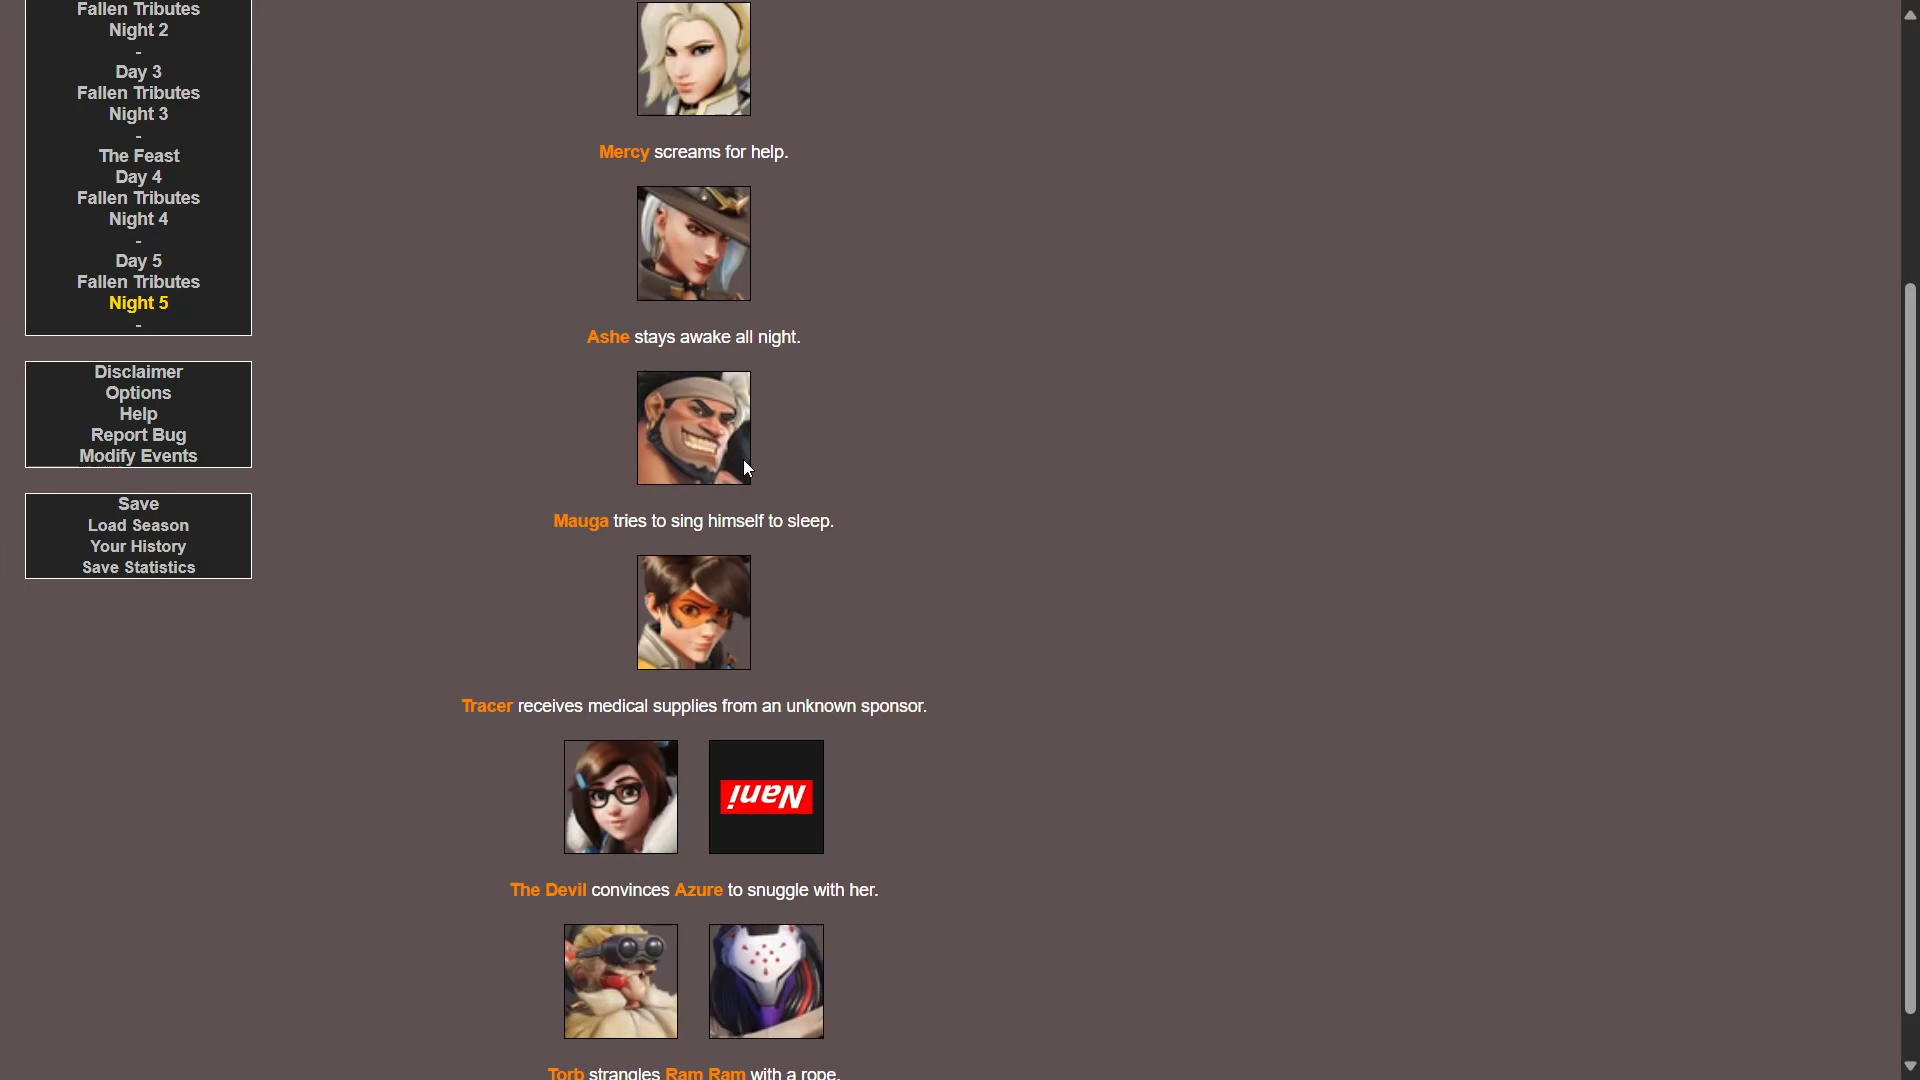 Fallen Tributes
Night 2
-
Day 3
Fallen Tributes
Night 3
-
The Feast
Day 4
Fallen Tributes
Night 4
-
Day 5
Fallen Tributes
Night 5
-
Disclaimer
Options
Help
Report Bug
Modify Events
Save
Load Season
Your History
Save Statistics
Mercy screams for help.
Ashe stays awake all night.
Mauga tries to sing himself to sleep.
Tracer receives medical supplies from an unknown sponsor.
Nani
The Devil convinces Azure to snuggle with her.
Torb strangles Ram Ram with a rope.